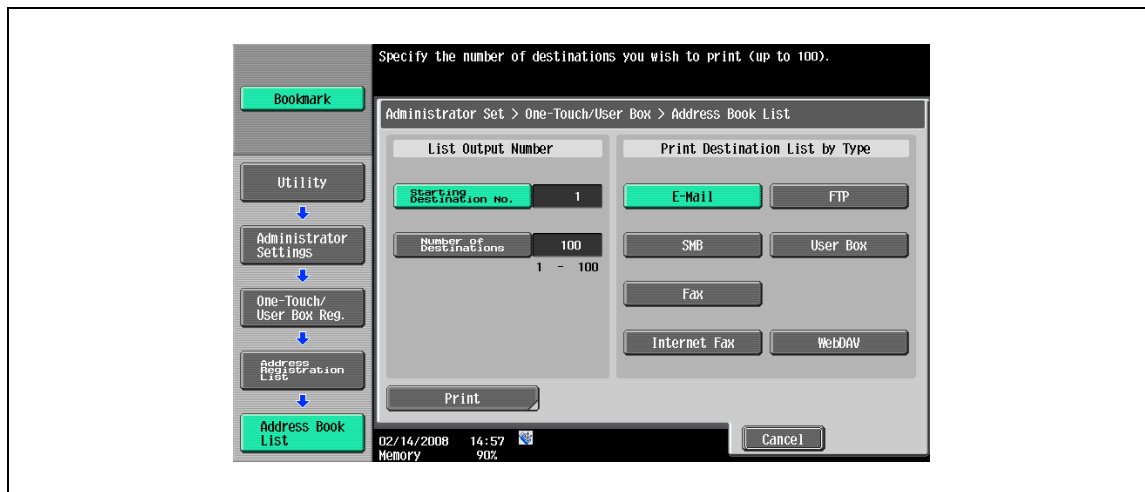 Specify the number of destinations you wish to print (up to 100).
Bookmark
Administrator Set > One-Touch/User Box > Address Book List
List Output Number
Print Destination List by Type
Utility
Starting
Destination No.
1
E-Mail
FTP
Administrator
Settings
Number of
Destinations
100
1 - 100
SMB
User Box
One-Touch/
User Box Reg.
Fax
Address
Registration
List
Internet Fax
WebDAV
Print
Address Book
List
02/14/2008 14:57
Memory 90%
Cancel